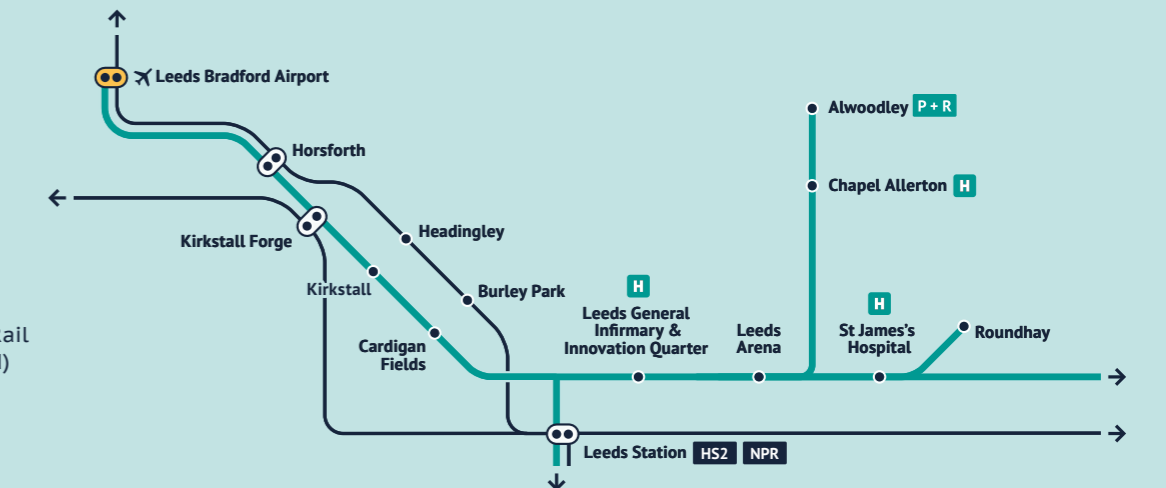 Leeds Bradford Airport
Alwoodley P + R
Horsforth
Chapel Allerton H
Headingley
Kirkstall Forge
Kirkstall
Burley Park
H
Leeds General
Infirmary &
Innovation Quarter
Leeds
Arena
H
St James's
Hospital
Roundhay
Cardigan
Fields
Leeds Station HS2 NPR